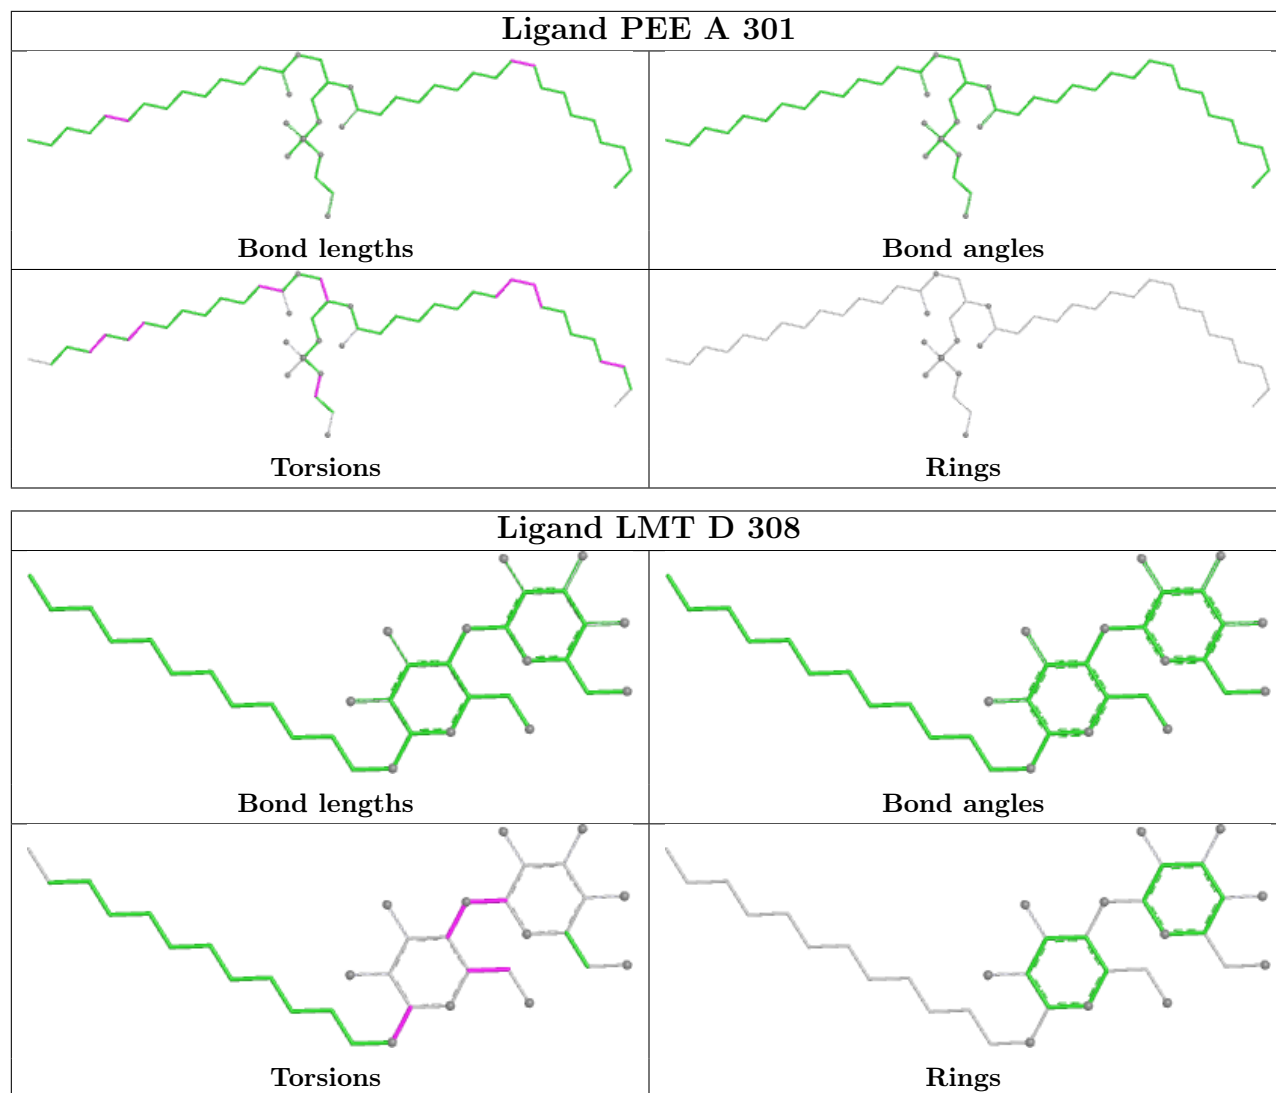 Ligand PEE A 301
Bond lengths
Bond angles
Torsions
Rings
Ligand LMT D 308
Bond lengths
Bond angles
Torsions
Rings